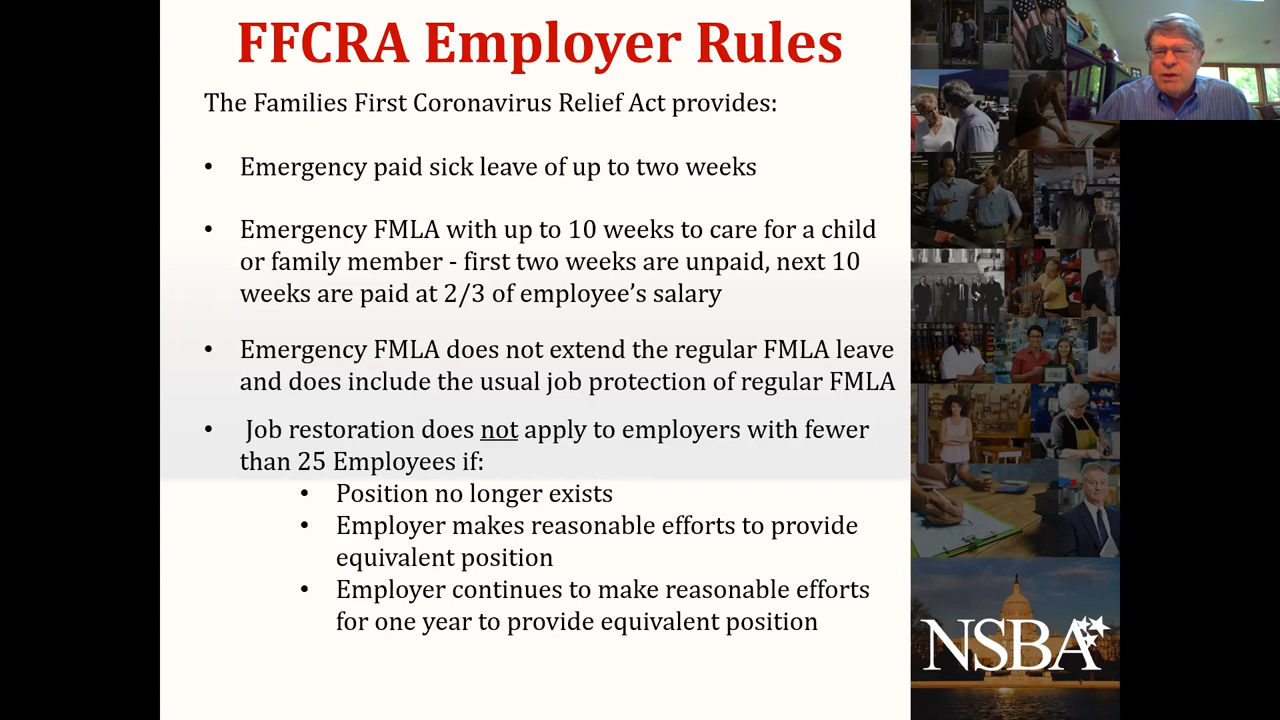 FFCRA Employer Rules
The Families First Coronavirus Relief Act provides:
• Emergency paid sick leave of up to two weeks
• Emergency FMLA with up to 10 weeks to care for a child
or family member - first two weeks are unpaid, next 10
weeks are paid at 2/3 of employee’s salary
• Emergency FMLA does not extend the regular FMLA leave
and does include the usual job protection of regular FMLA
• Job restoration does not apply to employers with fewer
than 25 Employees if:
• Position no longer exists
• Employer makes reasonable efforts to provide
equivalent position
• Employer continues to make reasonable efforts
for one year to provide equivalent position
NSBA